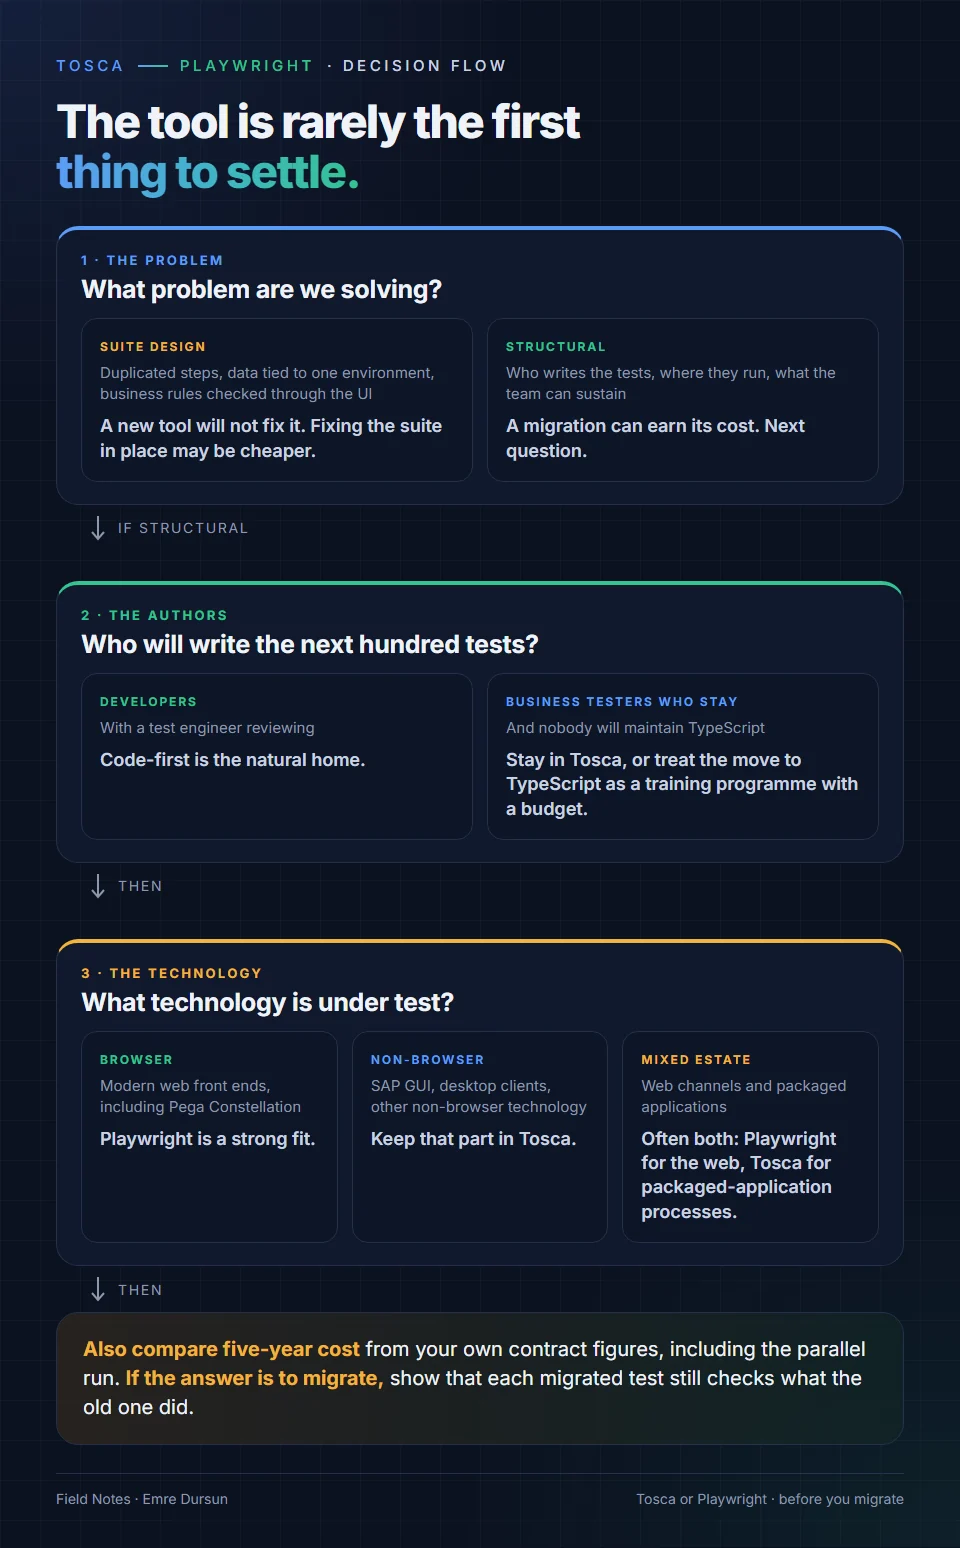 TOSCA — PLAYWRIGHT · DECISION FLOW
The tool is rarely the first
thing to settle.
1 · THE PROBLEM
What problem are we solving?
SUITE DESIGN
Duplicated steps, data tied to one environment,
business rules checked through the UI
A new tool will not fix it. Fixing the suite
in place may be cheaper.
STRUCTURAL
Who writes the tests, where they run, what the
team can sustain
A migration can earn its cost. Next
question.
IF STRUCTURAL
2 · THE AUTHORS
Who will write the next hundred tests?
DEVELOPERS
With a test engineer reviewing
Code-first is the natural home.
BUSINESS TESTERS WHO STAY
And nobody will maintain TypeScript
Stay in Tosca, or treat the move to
TypeScript as a training programme with
a budget.
THEN
3 · THE TECHNOLOGY
What technology is under test?
BROWSER
Modern web front ends,
including Pega Constellation
Playwright is a strong fit.
NON-BROWSER
SAP GUI, desktop clients,
other non-browser technology
Keep that part in Tosca.
MIXED ESTATE
Web channels and packaged
applications
Often both: Playwright
for the web, Tosca for
packaged-application
processes.
THEN
Also compare five-year cost from your own contract figures, including the parallel
run. If the answer is to migrate, show that each migrated test still checks what the
old one did.
Field Notes · Emre Dursun
Tosca or Playwright · before you migrate